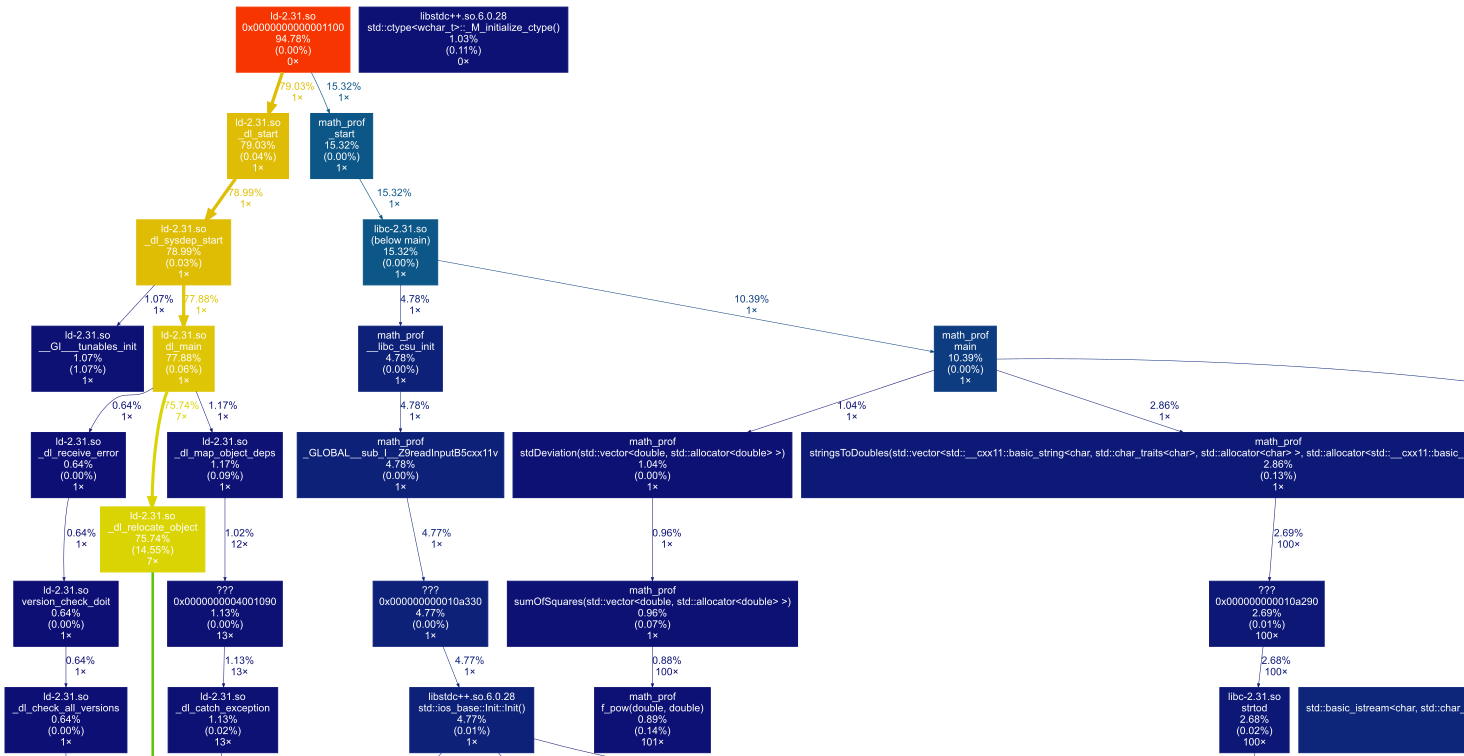 ld-2.31.so
0x0000000000001100
94.78%
(0.00%)
0×
libstdc++.so.6.0.28
std::ctype<wchar_t>::_M_initialize_ctype()
1.03%
(0.11%)
0×
79.03%
1×
15.32%
1×
ld-2.31.so
_dl_start
79.03%
(0.04%)
1×
math_prof
_start
15.32%
(0.00%)
1×
78.99%
1×
15.32%
1×
ld-2.31.so
_dl_sysdep_start
78.99%
(0.03%)
1×
libc-2.31.so
(below main)
15.32%
(0.00%)
1×
1.07%
1×
77.88%
1×
4.78%
1×
10.39%
1×
ld-2.31.so
__GI___tunables_init
1.07%
(1.07%)
1×
ld-2.31.so
dl_main
77.88%
(0.06%)
1×
math_prof
__libc_csu_init
4.78%
(0.00%)
1×
math_prof
main
10.39%
(0.00%)
1×
0.64%
1×
75.74%
7×
1.17%
1×
4.78%
1×
1.04%
1×
2.86%
1×
ld-2.31.so
_dl_receive_error
0.64%
(0.00%)
1×
ld-2.31.so
_dl_map_object_deps
1.17%
(0.09%)
1×
math_prof
_GLOBAL__sub_I__Z9readInputB5cxx11v
4.78%
(0.00%)
1×
math_prof
stdDeviation(std::vector<double, std::allocator<double> >)
1.04%
(0.00%)
1×
math_prof
stringsToDoubles(std::vector<std::__cxx11::basic_string<char, std::char_traits<char>, std::allocator<char> >, std::allocator<std::__cxx11::basic_
2.86%
(0.13%)
1×
ld-2.31.so
_dl_relocate_object
75.74%
(14.55%)
7×
0.64%
1×
1.02%
12×
4.77%
1×
0.96%
1×
2.69%
100×
ld-2.31.so
version_check_doit
0.64%
(0.00%)
1×
???
0x0000000004001090
1.13%
(0.00%)
13×
???
0x000000000010a330
4.77%
(0.00%)
1×
math_prof
sumOfSquares(std::vector<double, std::allocator<double> >)
0.96%
(0.07%)
1×
???
0x000000000010a290
2.69%
(0.01%)
100×
0.64%
1×
1.13%
13×
4.77%
1×
0.88%
100×
2.68%
100×
ld-2.31.so
_dl_check_all_versions
0.64%
(0.00%)
1×
ld-2.31.so
_dl_catch_exception
1.13%
(0.02%)
13×
libstdc++.so.6.0.28
std::ios_base::Init::Init()
4.77%
(0.01%)
1×
math_prof
f_pow(double, double)
0.89%
(0.14%)
101×
libc-2.31.so
strtod
2.68%
(0.02%)
100×
std::basic_istream<char, std::char_